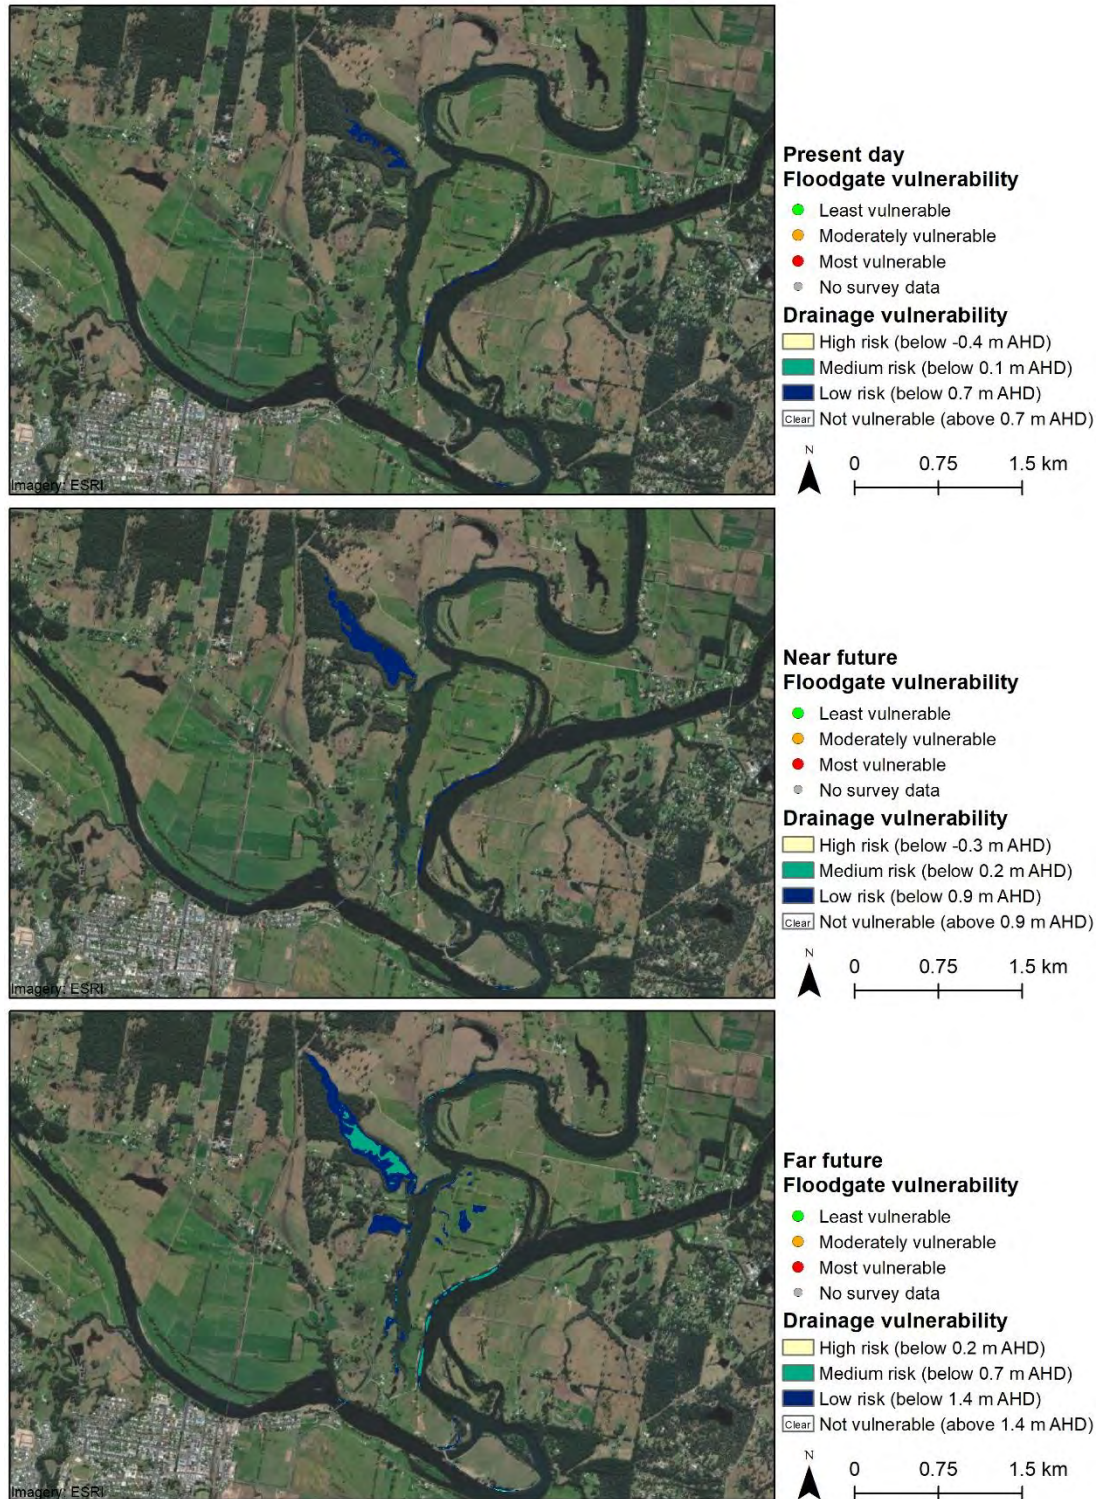 Present day
Floodgate vulnerability
Least vulnerable
Moderately vulnerable
Most vulnerable
No survey data
Drainage vulnerability
High risk (below -0.4 m AHD)
Medium risk (below 0.1 m AHD)
Low risk (below 0.7 m AHD)
Clear Not vulnerable (above 0.7 m AHD)
N
0 0.75 1.5 km
Imagery: ESRI
Near future
Floodgate vulnerability
Least vulnerable
Moderately vulnerable
Most vulnerable
No survey data
Drainage vulnerability
High risk (below -0.3 m AHD)
Medium risk (below 0.2 m AHD)
Low risk (below 0.9 m AHD)
Clear Not vulnerable (above 0.9 m AHD)
N
0 0.75 1.5 km
Imagery: ESRI
Far future
Floodgate vulnerability
Least vulnerable
Moderately vulnerable
Most vulnerable
No survey data
Drainage vulnerability
High risk (below 0.2 m AHD)
Medium risk (below 0.7 m AHD)
Low risk (below 1.4 m AHD)
Clear Not vulnerable (above 1.4 m AHD)
N
0 0.75 1.5 km
Imagery: ESRI